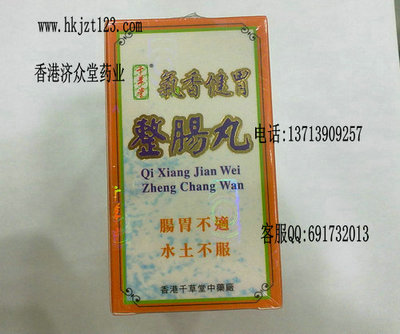 www.hkjzt123.com
香港济众堂药业
千草堂
氣香健胃
整腸丸
Qi Xiang Jian Wei
Zheng Chang Wan
电话:13713909257
腸胃不適
水土不服
客服QQ:691732013
香港千草堂中藥廠